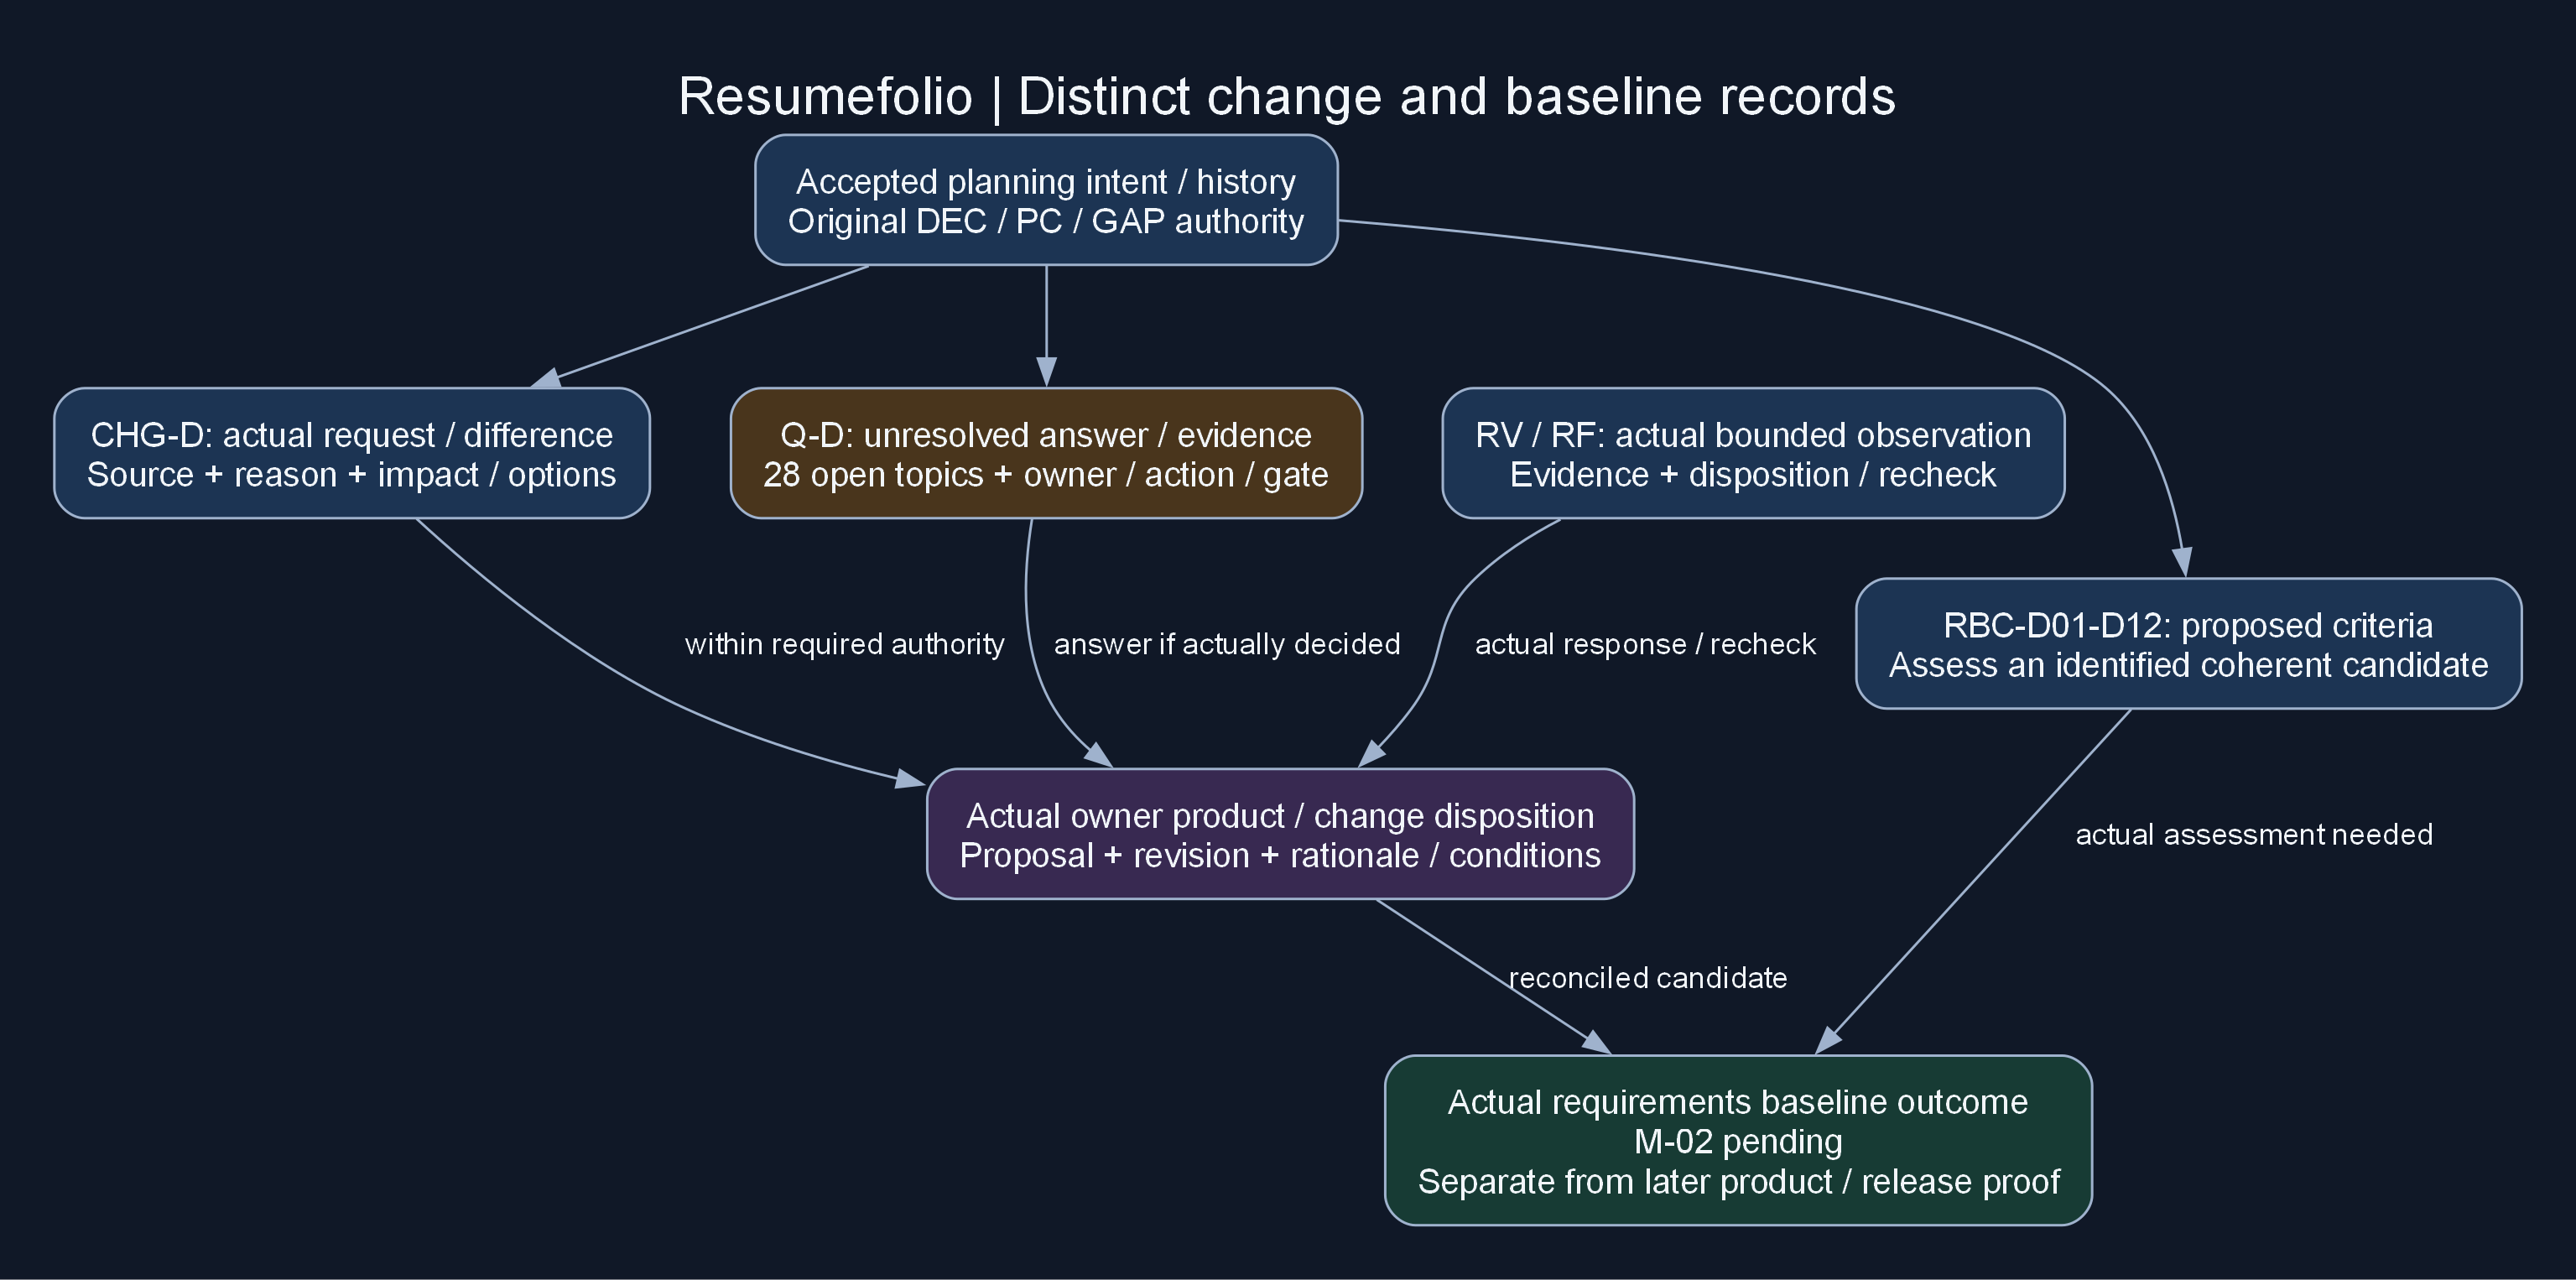 Resumefolio | Distinct change and baseline records
Accepted planning intent / history
Original DEC / PC / GAP authority
CHG-D: actual request / difference
Source + reason + impact / options
Q-D: unresolved answer / evidence
28 open topics + owner / action / gate
RV / RF: actual bounded observation
Evidence + disposition / recheck
RBC-D01-D12: proposed criteria
Assess an identified coherent candidate
within required authority
answer if actually decided
actual response / recheck
Actual owner product / change disposition
Proposal + revision + rationale / conditions
actual assessment needed
reconciled candidate
Actual requirements baseline outcome
M-02 pending
Separate from later product / release proof